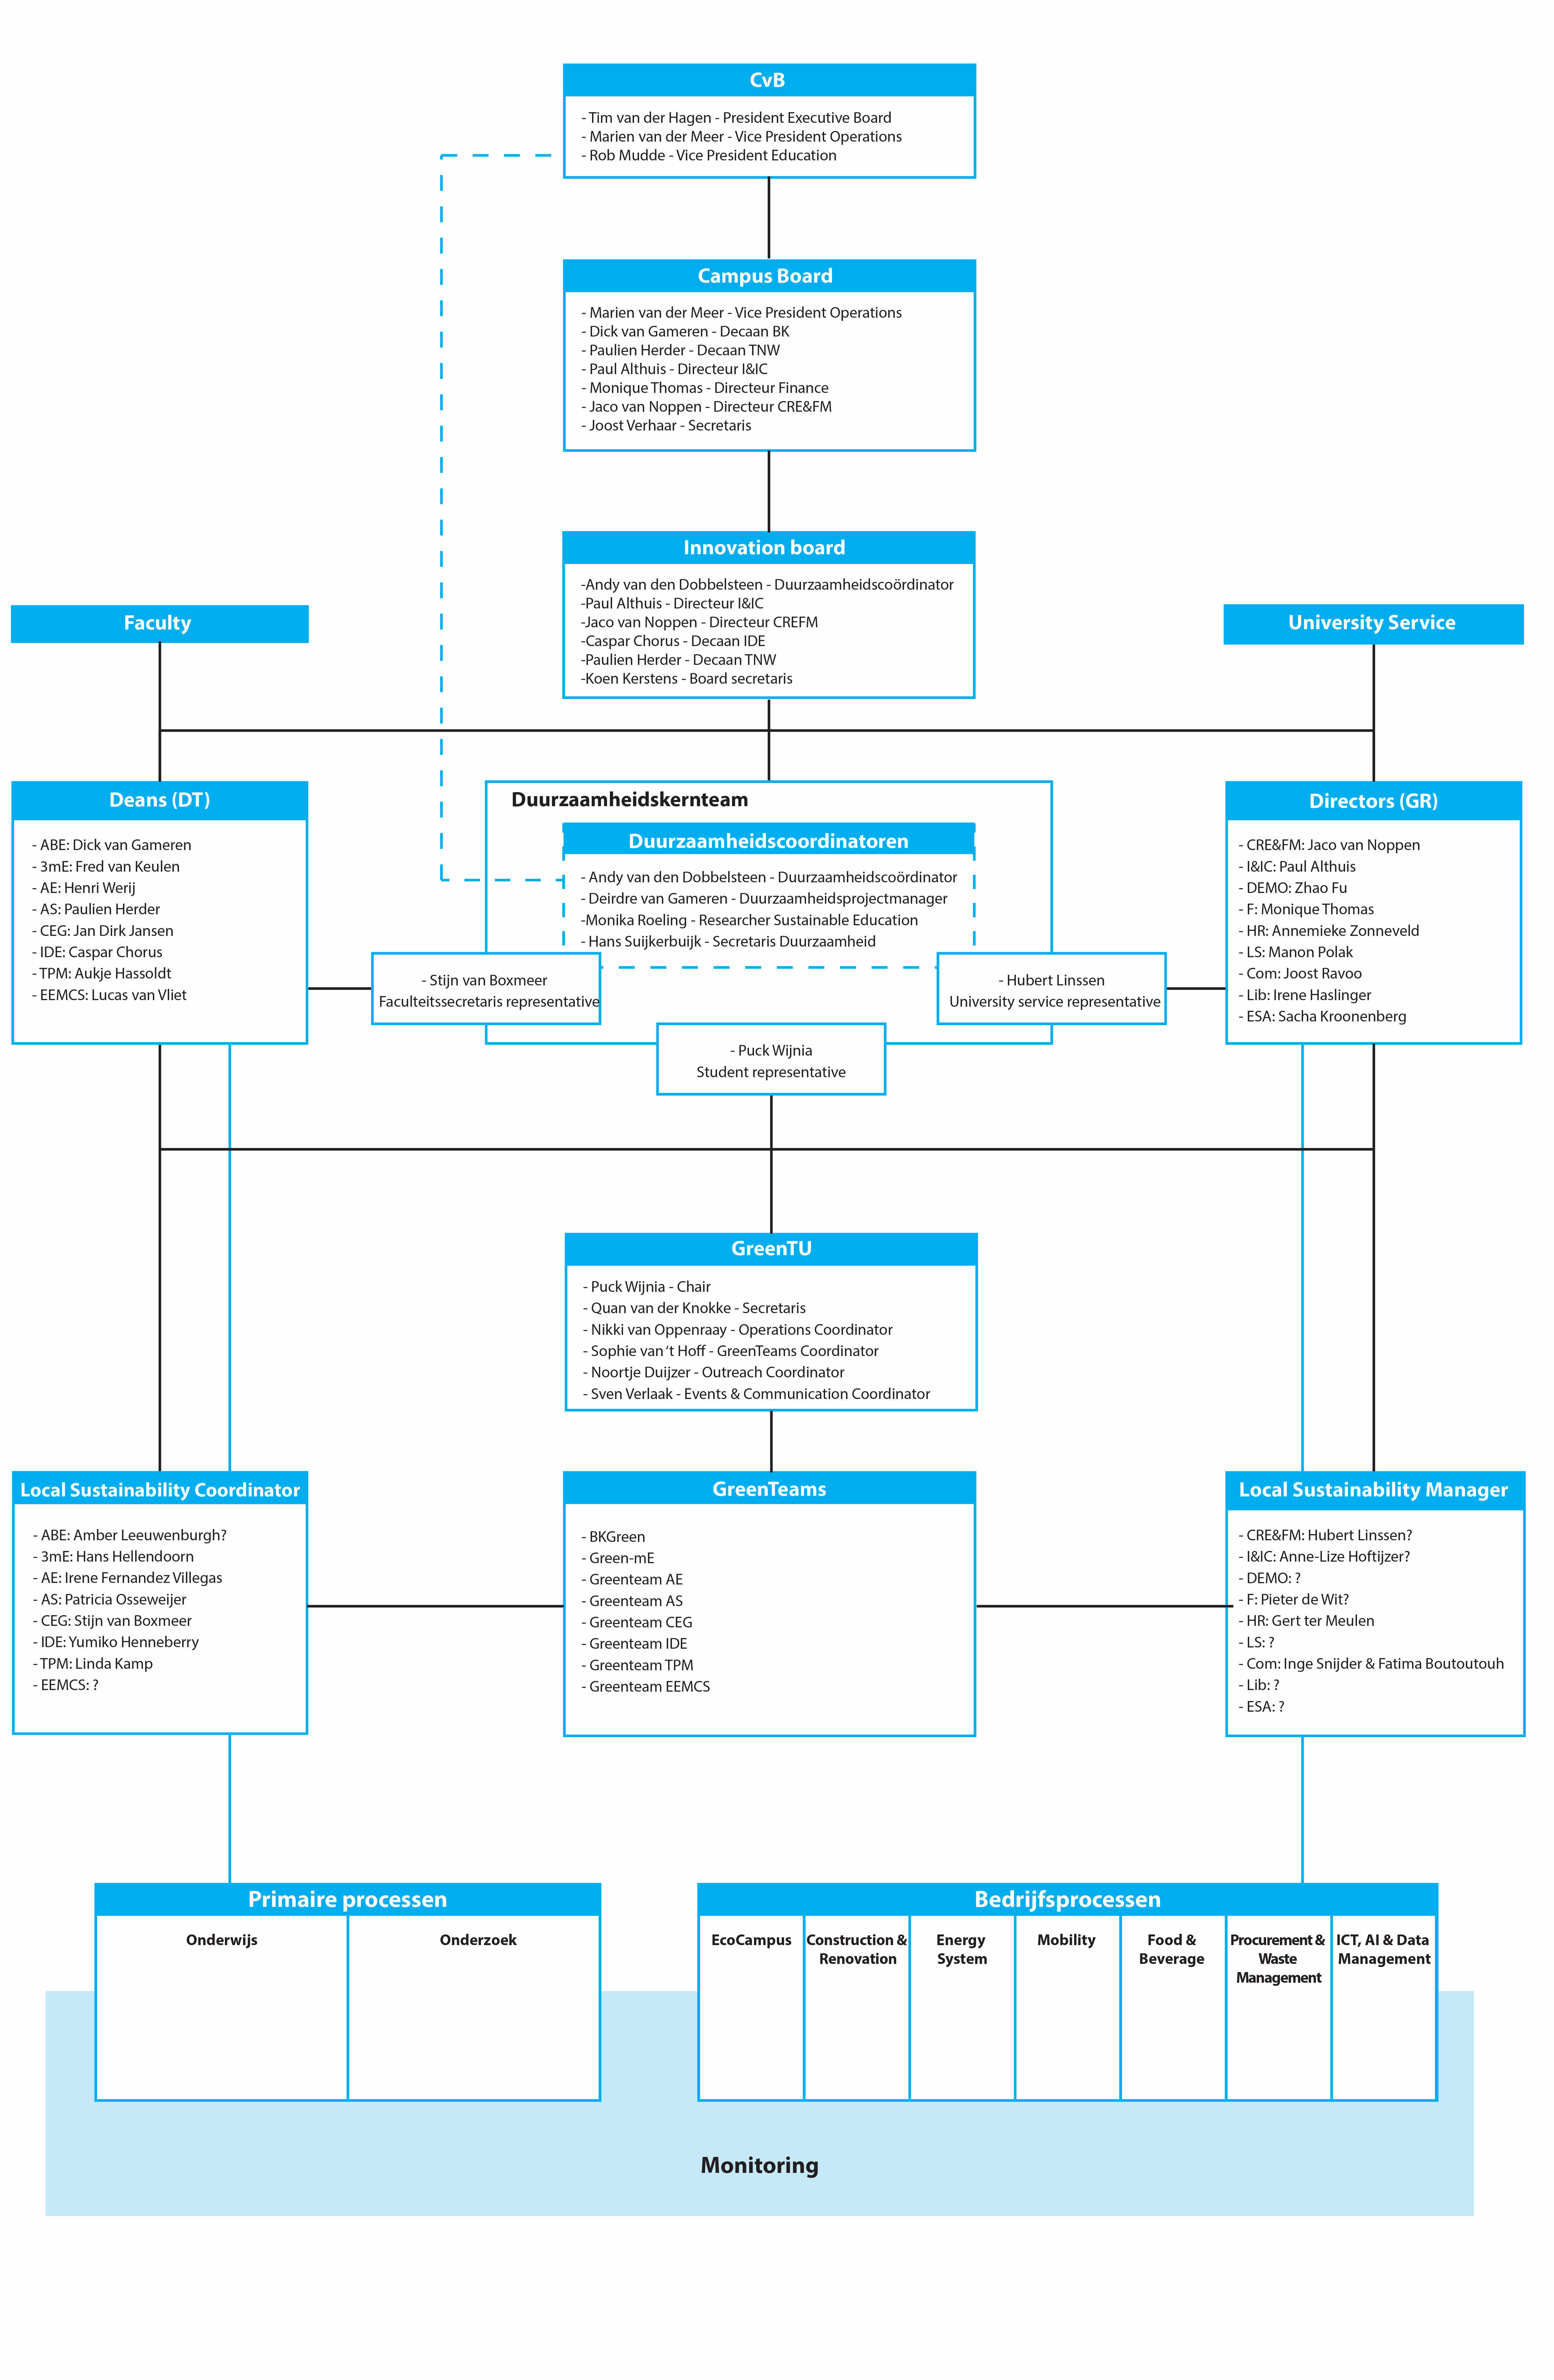 CvB
- Tim van der Hagen - President Executive Board
- Marien van der Meer - Vice President Operations
- Rob Mudde - Vice President Education
Campus Board
- Marien van der Meer - Vice President Operations
- Dick van Gameren - Decaan BK
- Paulien Herder - Decaan TNW
- Paul Althuis - Directeur I&IC
- Monique Thomas - Directeur Finance
- Jaco van Noppen - Directeur CRE&FM
- Joost Verhaar - Secretaris
Innovation board
-Andy van den Dobbelsteen - Duurzaamheidscoördinator
-Paul Althuis - Directeur I&IC
-Jaco van Noppen - Directeur CREFM
-Caspar Chorus - Decaan IDE
-Paulien Herder - Decaan TNW
-Koen Kerstens - Board secretaris
Faculty
University Service
Deans (DT)
- ABE: Dick van Gameren
- 3mE: Fred van Keulen
- AE: Henri Werij
- AS: Paulien Herder
- CEG: Jan Dirk Jansen
- IDE: Caspar Chorus
- TPM: Aukje Hassoldt
- EEMCS: Lucas van Vliet
Duurzaamheidskernteam
Duurzaamheidscoordinatoren
- Andy van den Dobbelsteen - Duurzaamheidscoördinator
- Deirdre van Gameren - Duurzaamheidsprojectmanager
-Monika Roeling - Researcher Sustainable Education
- Hans Suijkerbuijk - Secretaris Duurzaamheid
- Stijn van Boxmeer
Faculteitssecretaris representative
- Hubert Linssen
University service representative
- Puck Wijnia
Student representative
Directors (GR)
- CRE&FM: Jaco van Noppen
- I&IC: Paul Althuis
- DEMO: Zhao Fu
- F: Monique Thomas
- HR: Annemieke Zonneveld
- LS: Manon Polak
- Com: Joost Ravoo
- Lib: Irene Haslinger
- ESA: Sacha Kroonenberg
GreenTU
- Puck Wijnia - Chair
- Quan van der Knokke - Secretaris
- Nikki van Oppenraay - Operations Coordinator
- Sophie van ‘t Hoff - GreenTeams Coordinator
- Noortje Duijzer - Outreach Coordinator
- Sven Verlaak - Events & Communication Coordinator
Local Sustainability Coordinator
- ABE: Amber Leeuwenburgh?
- 3mE: Hans Hellendoorn
- AE: Irene Fernandez Villegas
- AS: Patricia Osseweijer
- CEG: Stijn van Boxmeer
- IDE: Yumiko Henneberry
- TPM: Linda Kamp
- EEMCS: ?
GreenTeams
- BKGreen
- Green-mE
- Greenteam AE
- Greenteam AS
- Greenteam CEG
- Greenteam IDE
- Greenteam TPM
- Greenteam EEMCS
Local Sustainability Manager
- CRE&FM: Hubert Linssen?
- I&IC: Anne-Lize Hoftijzer?
- DEMO: ?
- F: Pieter de Wit?
- HR: Gert ter Meulen
- LS: ?
- Com: Inge Snijder & Fatima Boutoutouh
- Lib: ?
- ESA: ?
Primaire processen
Onderwijs
Onderzoek
Bedrijfsprocessen
EcoCampus
Construction &
Renovation
Energy
System
Mobility
Food &
Beverage
Procurement &
Waste
Management
ICT, AI & Data
Management
Monitoring